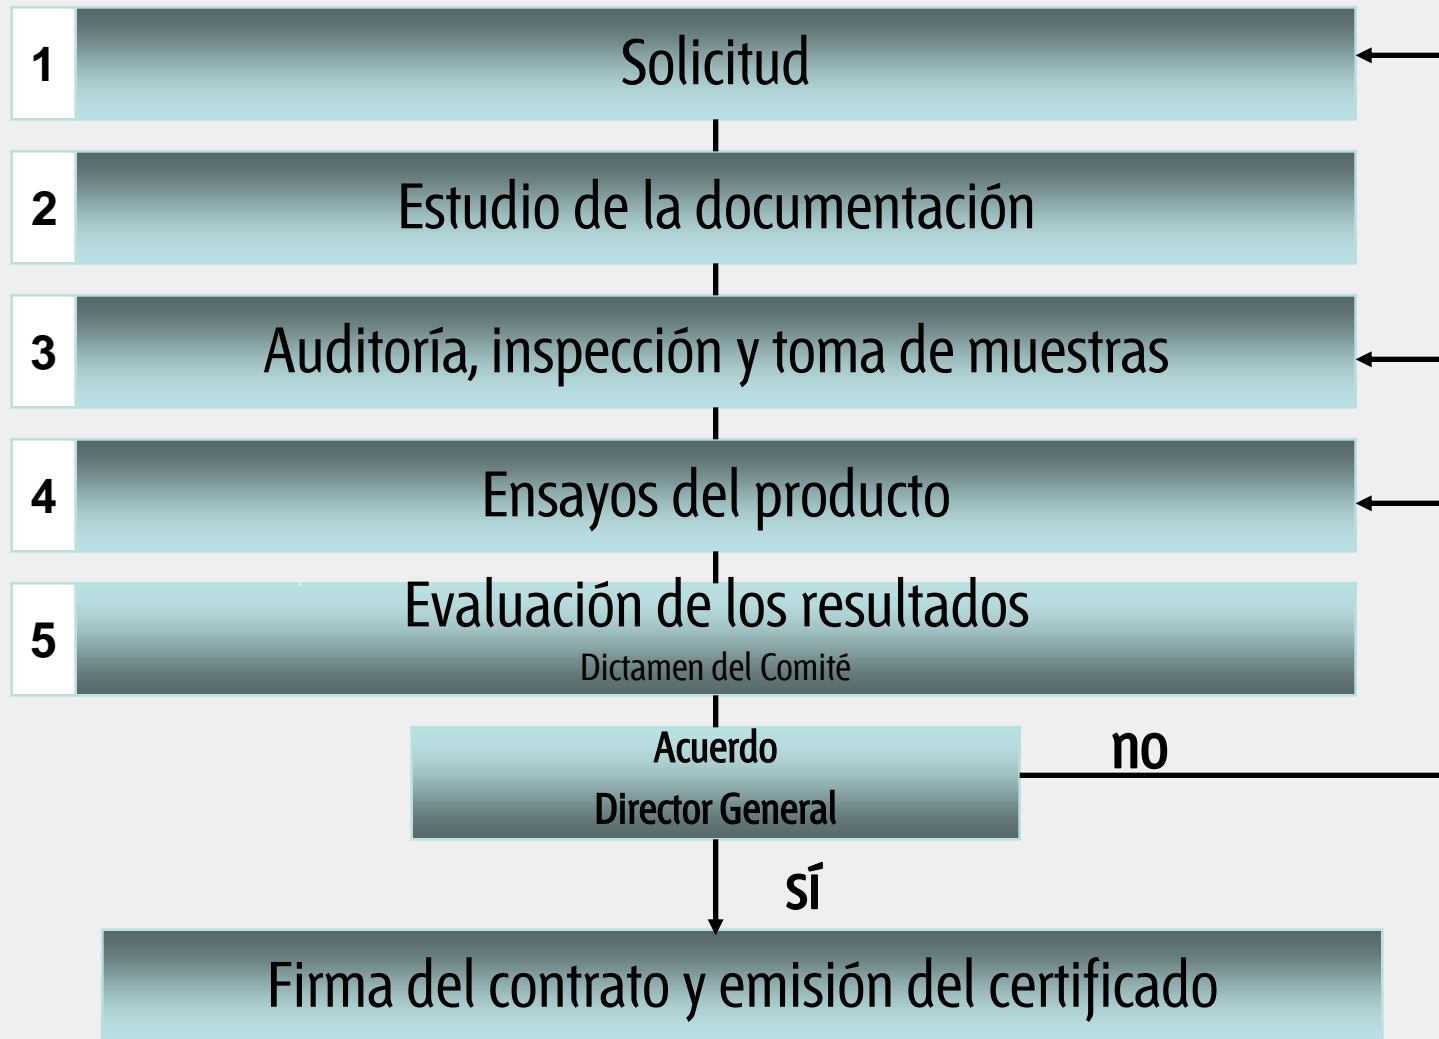 1
Solicitud
2
Estudio de la documentación
3
Auditoría, inspección y toma de muestras
4
Ensayos del producto
5
Evaluación de los resultados
Dictamen del Comité
Acuerdo
Director General
no
sí
Firma del contrato y emisión del certificado